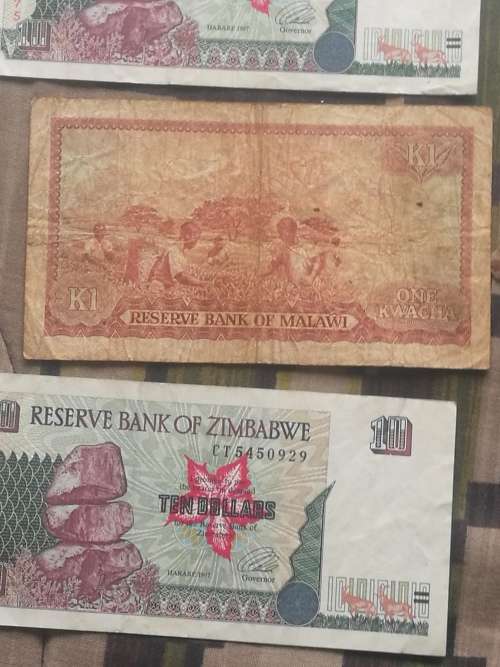 10
HARARE 1997
Governor
K1
K1
ONE
KWACHA
RESERVE BANK OF MALAWI
RESERVE BANK OF ZIMBABWE
10
CT5450929
TEN DOLLARS
HARARE 1997
Governor